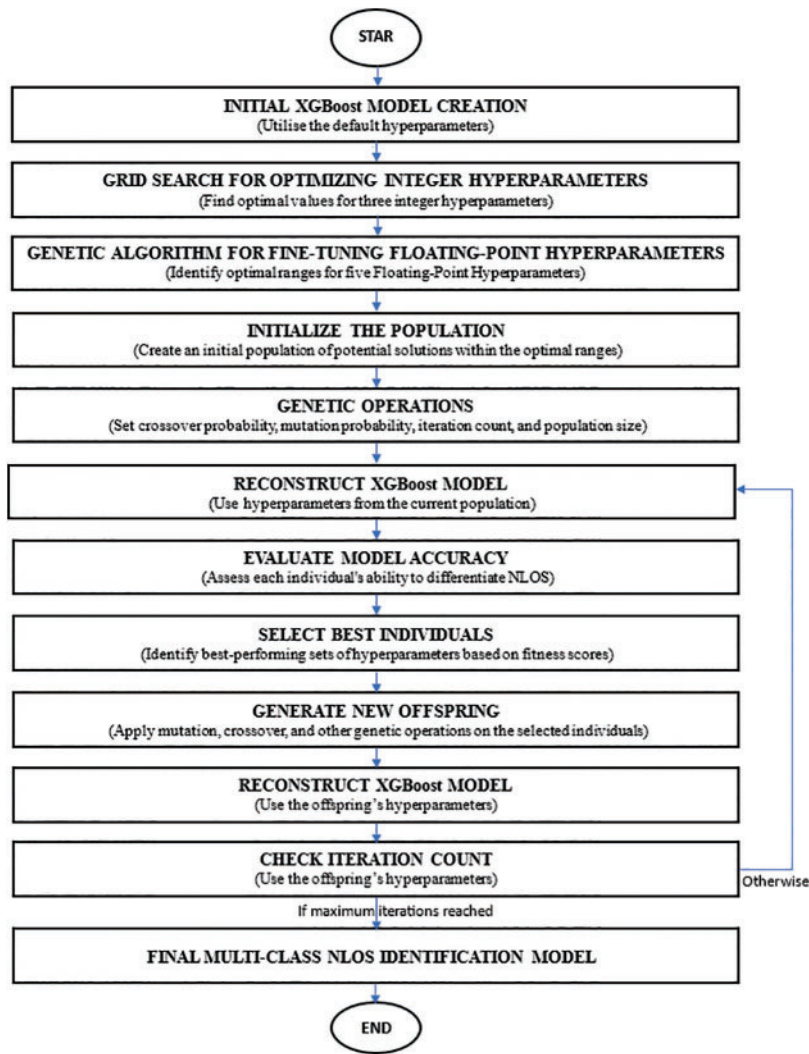 STAR
INITIAL XGBoost MODEL CREATION
(Utilise the default hyperparameters)
GRID SEARCH FOR OPTIMIZING INTEGER HYPERPARAMETERS
(Find optimal values for three integer hyperparameters)
GENETIC ALGORITHM FOR FINE-TUNING FLOATING-POINT HYPERPARAMETERS
(Identify optimal ranges for five Floating-Point Hyperparameters)
INITIALIZE THE POPULATION
(Create an initial population of potential solutions within the optimal ranges)
GENETIC OPERATIONS
(Set crossover probability, mutation probability, iteration count, and population size)
RECONSTRUCT XGBoost MODEL
(Use hyperparameters from the current population)
EVALUATE MODEL ACCURACY
(Assess each individual's ability to differentiate NLOS)
SELECT BEST INDIVIDUALS
(Identify best-performing sets of hyperparameters based on fitness scores)
GENERATE NEW OFFSPRING
(Apply mutation, crossover, and other genetic operations on the selected individuals)
RECONSTRUCT XGBoost MODEL
(Use the offspring's hyperparameters)
CHECK ITERATION COUNT
(Use the offspring's hyperparameters)
Otherwise
If maximum iterations reached
FINAL MULTI-CLASS NLOS IDENTIFICATION MODEL
END